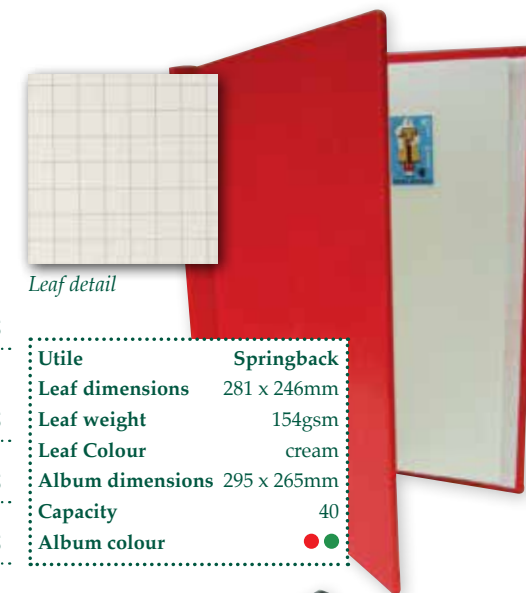 Leaf detail
Utile Springback
Leaf dimensions 281 x 246mm
Leaf weight 154gsm
Leaf Colour cream
Album dimensions 295 x 265mm
Capacity 40
Album colour